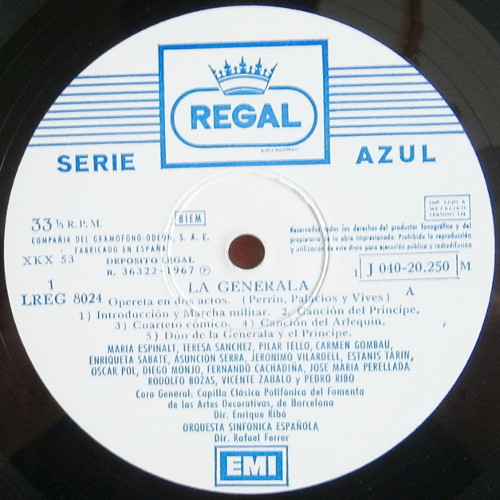 REGAL
SERIE AZUL
33 ⅓ R. P. M.
BIEM
COMPAÑIA DEL GRAMOFONO-ODEON, S. A. E.
FABRICADO EN ESPAÑA
XKX 53
DEPOSITO LEGAL
B. 36322-1967 Ⓟ
Reservados todos los derechos del productor fonográfico y del
propietario de la obra impresionada. Prohibida la reproducción
y utilización de este disco para ejecución pública y radiodifusión
1
LREG 8024
1 J 040-20.250 M
A
LA GENERALA
Opereta en dos actos. (Perrín, Palacios y Vives)
1) Introducción y Marcha militar. 2) Canción del Príncipe.
3) Cuarteto cómico. 4) Canción del Arlequín.
5) Dúo de la Generala y el Príncipe.
MARIA ESPINALT, TERESA SANCHEZ, PILAR TELLO, CARMEN GOMBAU,
ENRIQUETA SABATE, ASUNCION SERRA, JERONIMO VILARDELL, ESTANIS TARIN,
OSCAR POL, DIEGO MONJO, FERNANDO CACHADIÑA, JOSE MARIA PERELLADA,
RODOLFO BOZAS, VICENTE ZABALO y PEDRO RIBO
Coro General: Capilla Clásica Polifónica del Fomento
de las Artes Decorativas, de Barcelona
Dir. Enrique Ribó
ORQUESTA SINFONICA ESPAÑOLA
Dir. Rafael Ferrer
EMI